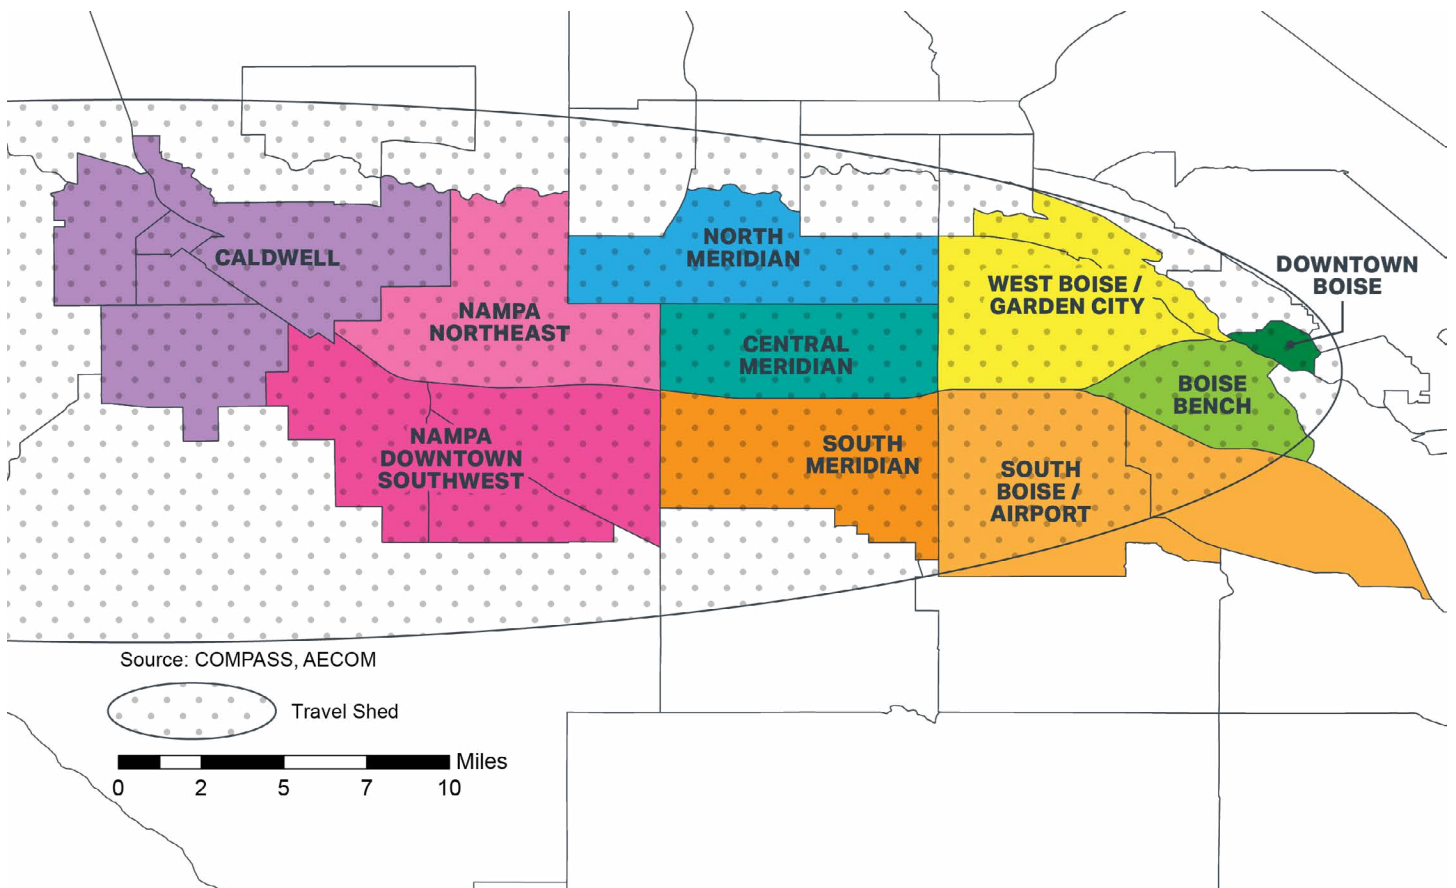 CALDWELL
NORTH
MERIDIAN
DOWNTOWN
BOISE
WEST BOISE /
GARDEN CITY
NAMPA
NORTHEAST
CENTRAL
MERIDIAN
BOISE
BENCH
NAMPA
DOWNTOWN
SOUTHWEST
SOUTH
MERIDIAN
SOUTH
BOISE /
AIRPORT
Source: COMPASS, AECOM
Travel Shed
Miles
0 2 5 7 10